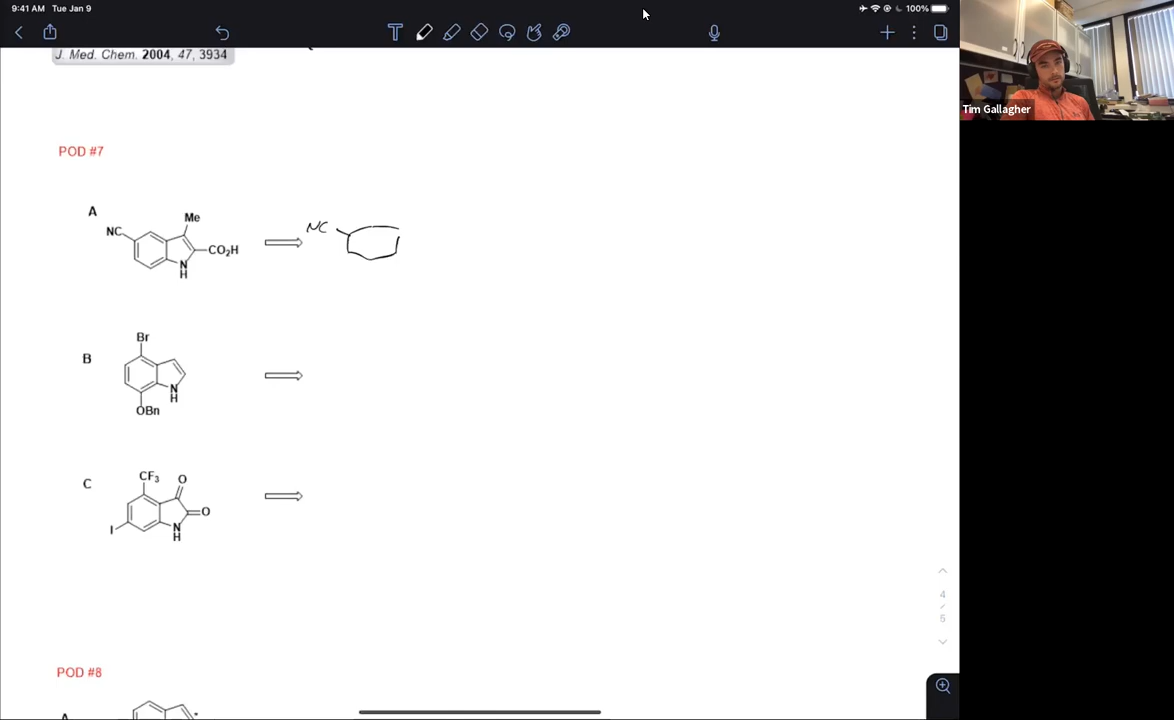 9:41 AM Tue Jan 9
100%
Tim Gallagher
J. Med. Chem. 2004, 47, 3934
POD #7
A
NC
Me
CO2H
N
H
NC
B
Br
N
H
OBn
C
CF3
O
O
I
N
H
4
/
5
POD #8
A